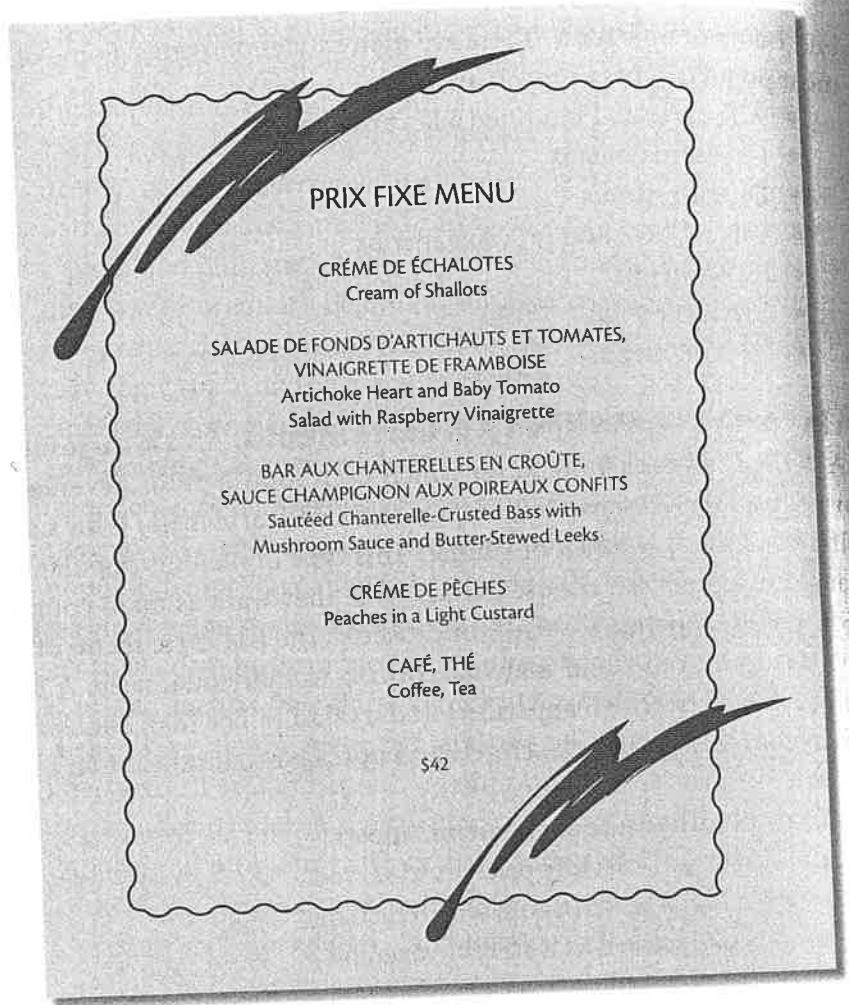 PRIX FIXE MENU
CRÉME DE ÉCHALOTES
Cream of Shallots
SALADE DE FONDS D'ARTICHAUTS ET TOMATES,
VINAIGRETTE DE FRAMBOISE
Artichoke Heart and Baby Tomato
Salad with Raspberry Vinaigrette
BAR AUX CHANTERELLES EN CROÛTE,
SAUCE CHAMPIGNON AUX POIREAUX CONFITS
Sautéed Chanterelle-Crusted Bass with
Mushroom Sauce and Butter-Stewed Leeks
CRÉME DE PÊCHES
Peaches in a Light Custard
CAFÉ, THÉ
Coffee, Tea
$42